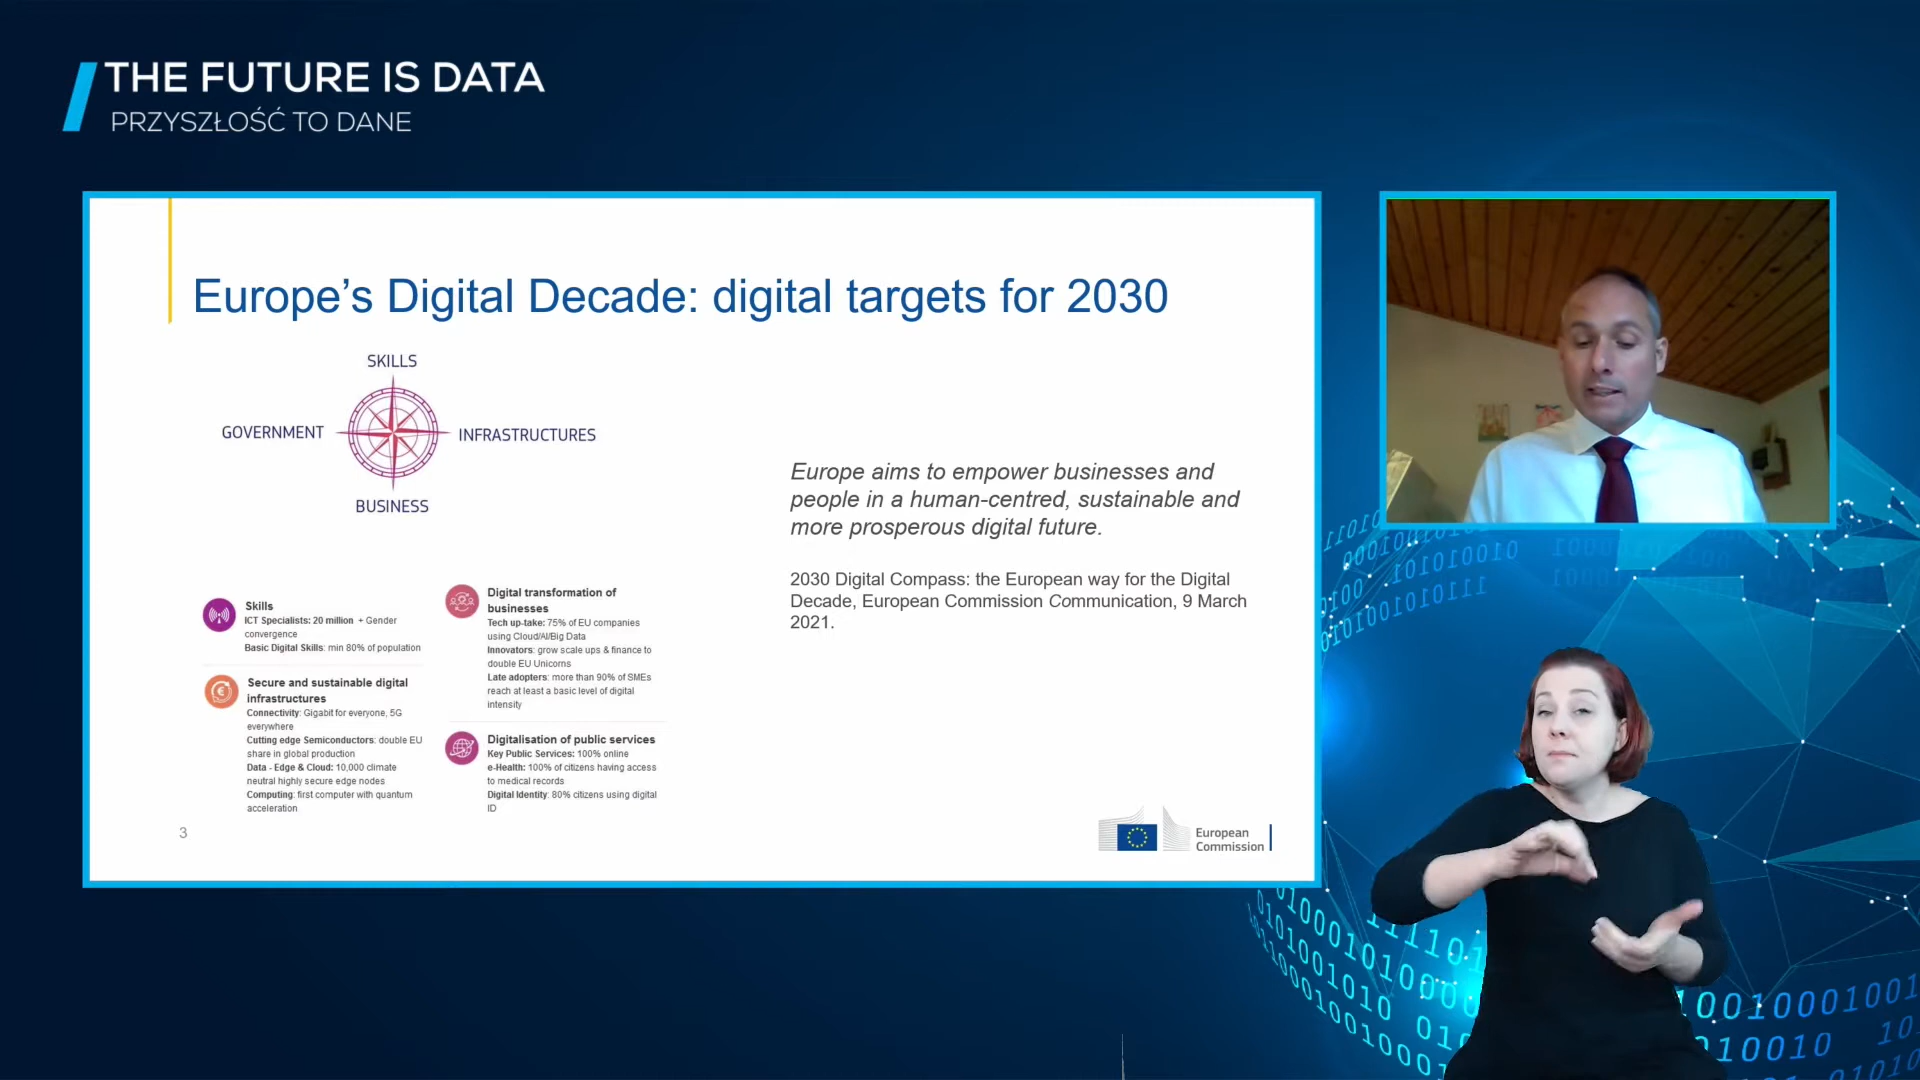 THE FUTURE IS DATA
PRZYSZŁOŚĆ TO DANE
Europe’s Digital Decade: digital targets for 2030
SKILLS
GOVERNMENT
INFRASTRUCTURES
BUSINESS
Skills
ICT Specialists: 20 million + Gender
convergence
Basic Digital Skills: min 80% of population
Secure and sustainable digital
infrastructures
Connectivity: Gigabit for everyone, 5G
everywhere
Cutting edge Semiconductors: double EU
share in global production
Data - Edge & Cloud: 10,000 climate
neutral highly secure edge nodes
Computing: first computer with quantum
acceleration
Digital transformation of
businesses
Tech up-take: 75% of EU companies
using Cloud/AI/Big Data
Innovators: grow scale ups & finance to
double EU Unicorns
Late adopters: more than 90% of SMEs
reach at least a basic level of digital
intensity
Digitalisation of public services
Key Public Services: 100% online
e-Health: 100% of citizens having access
to medical records
Digital Identity: 80% citizens using digital
ID
Europe aims to empower businesses and
people in a human-centred, sustainable and
more prosperous digital future.
2030 Digital Compass: the European way for the Digital
Decade, European Commission Communication, 9 March
2021.
3
European
Commission